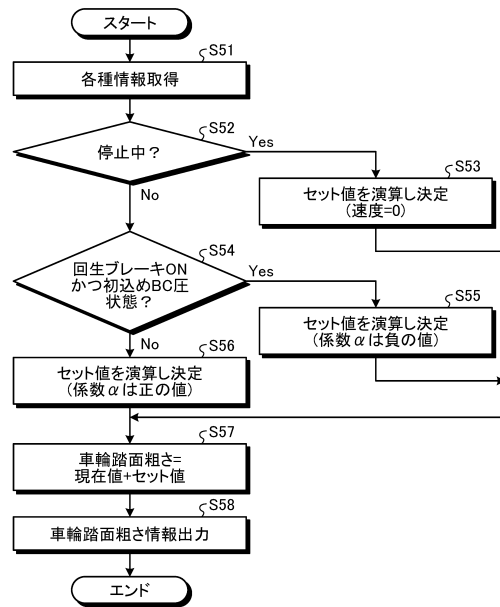 スタート
S51
各種情報取得
S52
停止中？
Yes
No
S53
セット値を演算し決定
(速度=0)
S54
回生ブレーキON
かつ初込めBC圧
状態？
Yes
No
S55
セット値を演算し決定
(係数αは負の値)
S56
セット値を演算し決定
(係数αは正の値)
S57
車輪踏面粗さ=
現在値+セット値
S58
車輪踏面粗さ情報出力
エンド